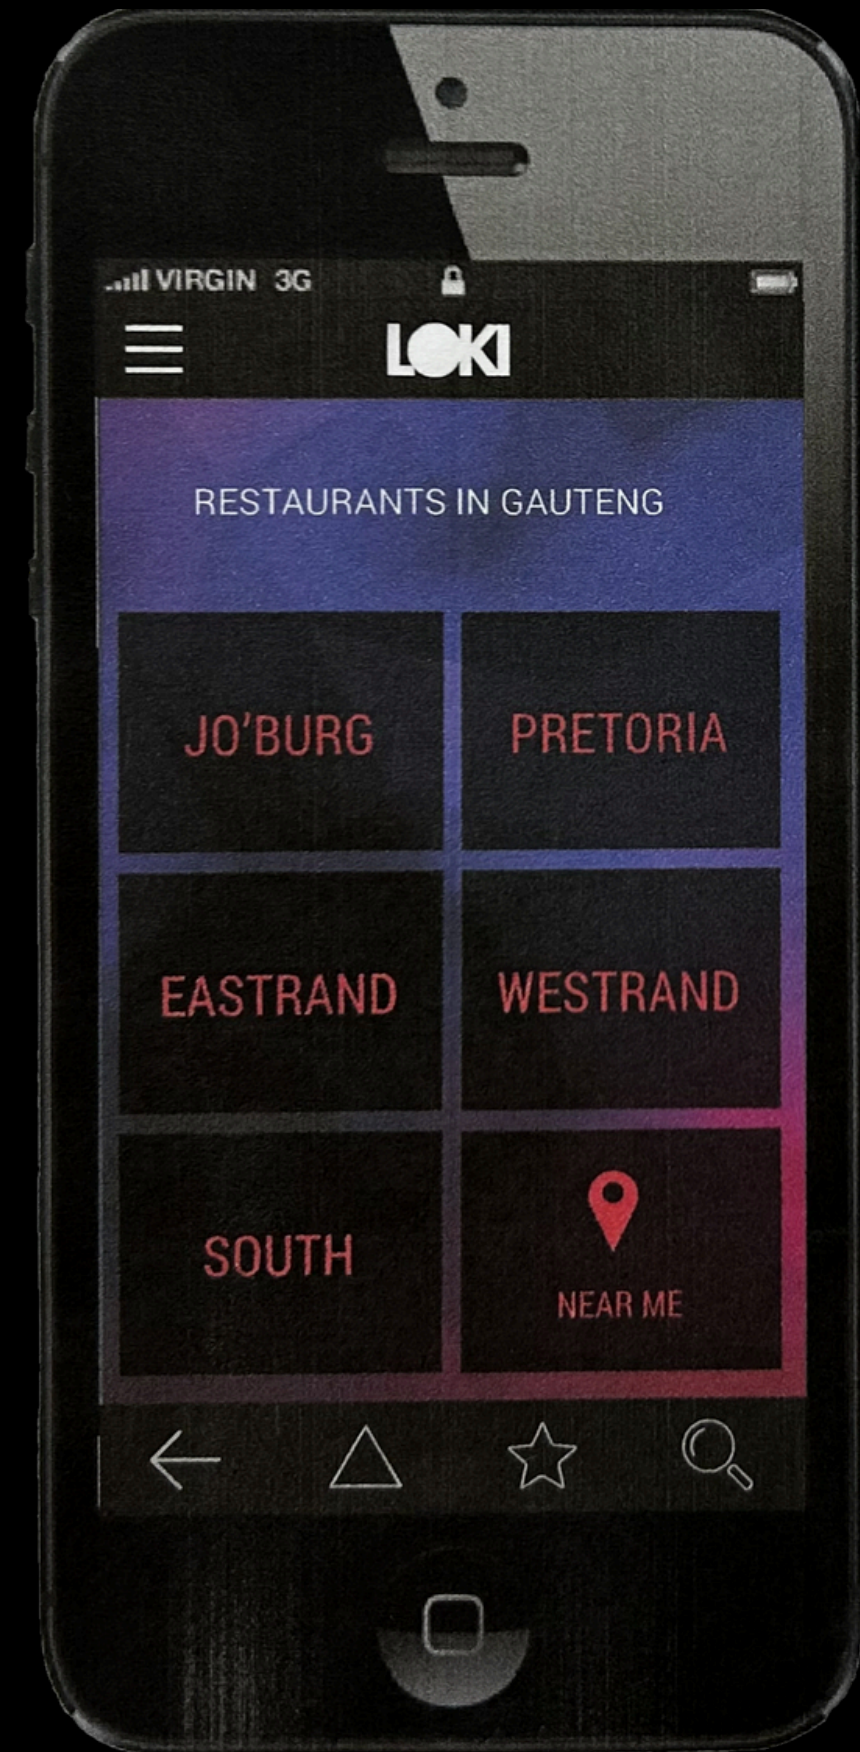 VIRGIN 3G
LOKI
RESTAURANTS IN GAUTENG
JO'BURG
PRETORIA
EASTRAND
WESTRAND
SOUTH
NEAR ME